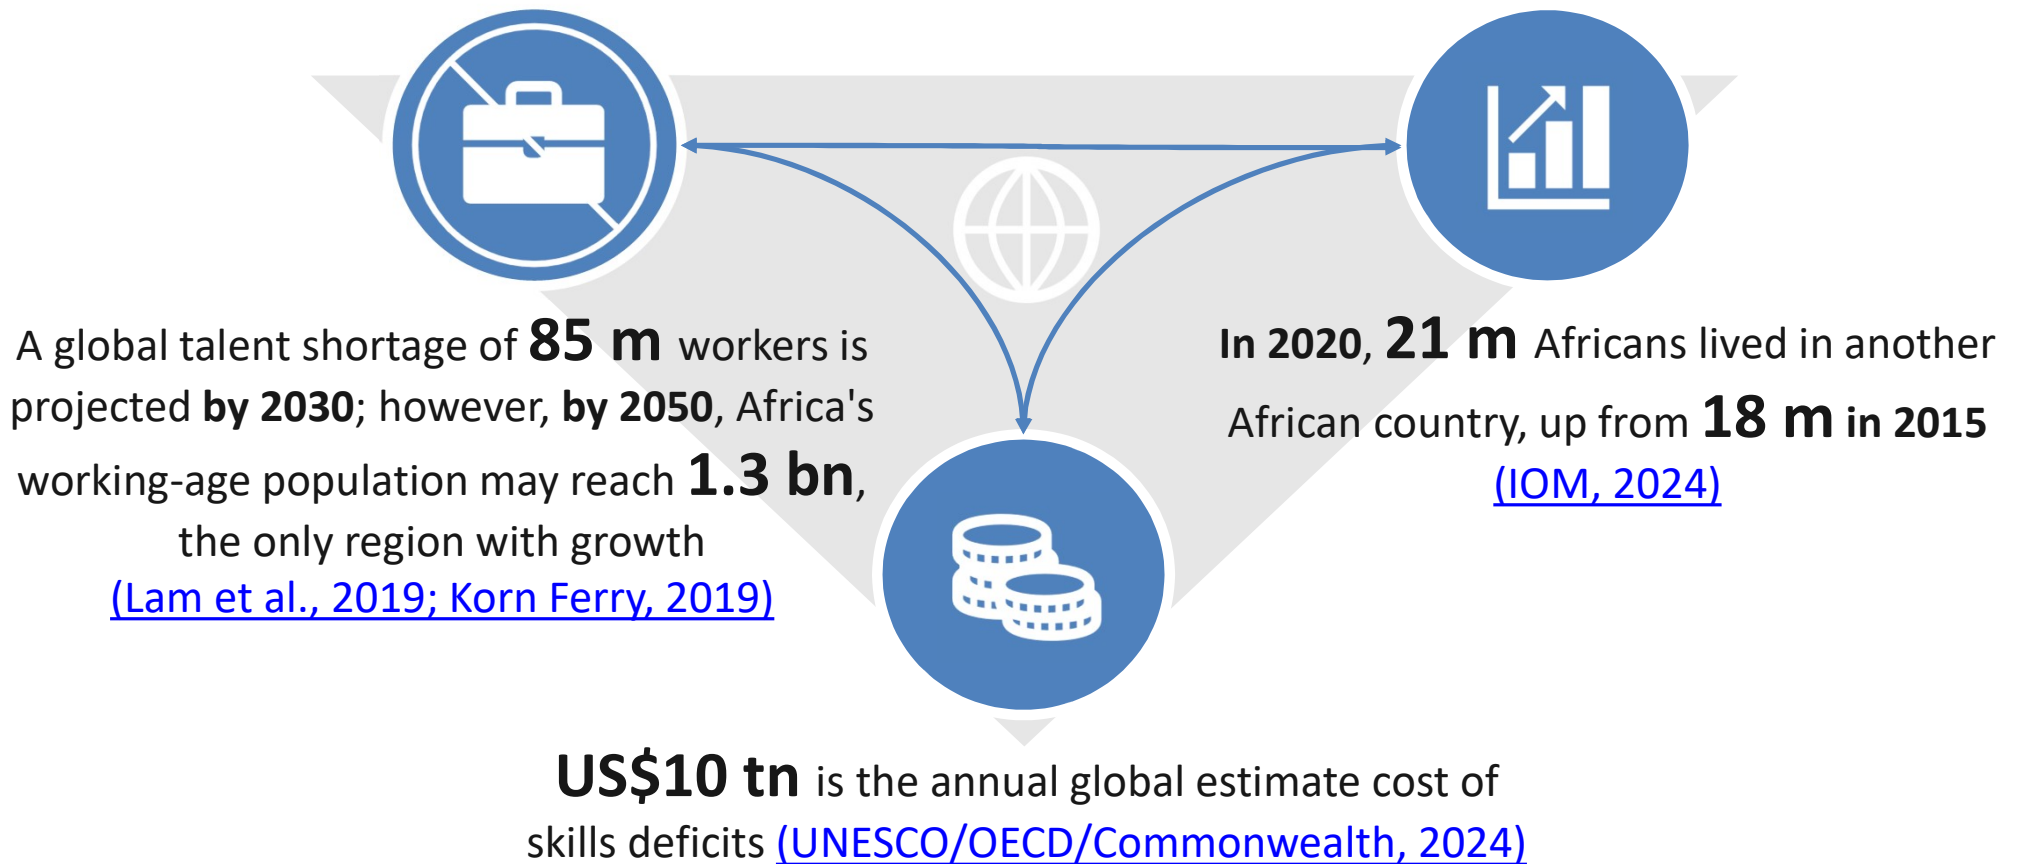 A global talent shortage of 85 m workers is
projected by 2030; however, by 2050, Africa's
working-age population may reach 1.3 bn,
the only region with growth
(Lam et al., 2019; Korn Ferry, 2019)
In 2020, 21 m Africans lived in another
African country, up from 18 m in 2015
(IOM, 2024)
US$10 tn is the annual global estimate cost of
skills deficits (UNESCO/OECD/Commonwealth, 2024)